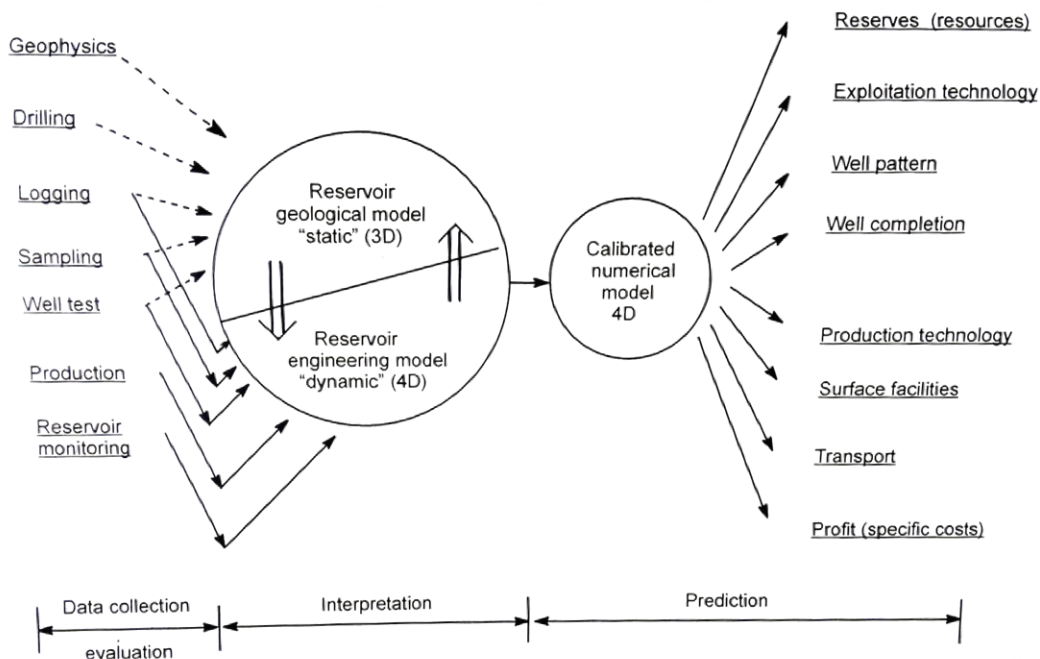 Geophysics
Drilling
Logging
Sampling
Well test
Production
Reservoir
monitoring
Reservoir
geological model
"static" (3D)
Reservoir
engineering model
"dynamic" (4D)
Calibrated
numerical
model
4D
Reserves (resources)
Exploitation technology
Well pattern
Well completion
Production technology
Surface facilities
Transport
Profit (specific costs)
Data collection
evaluation
Interpretation
Prediction